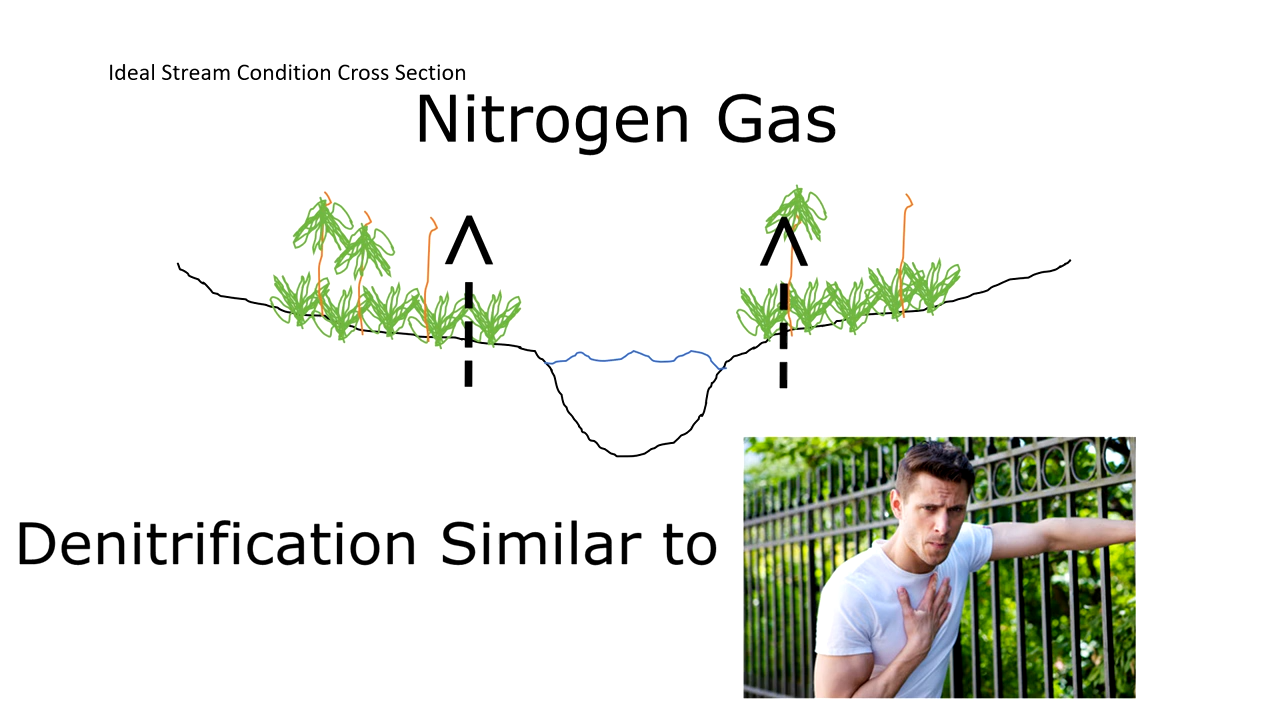 Ideal Stream Condition Cross Section
Nitrogen Gas
Denitrification Similar to